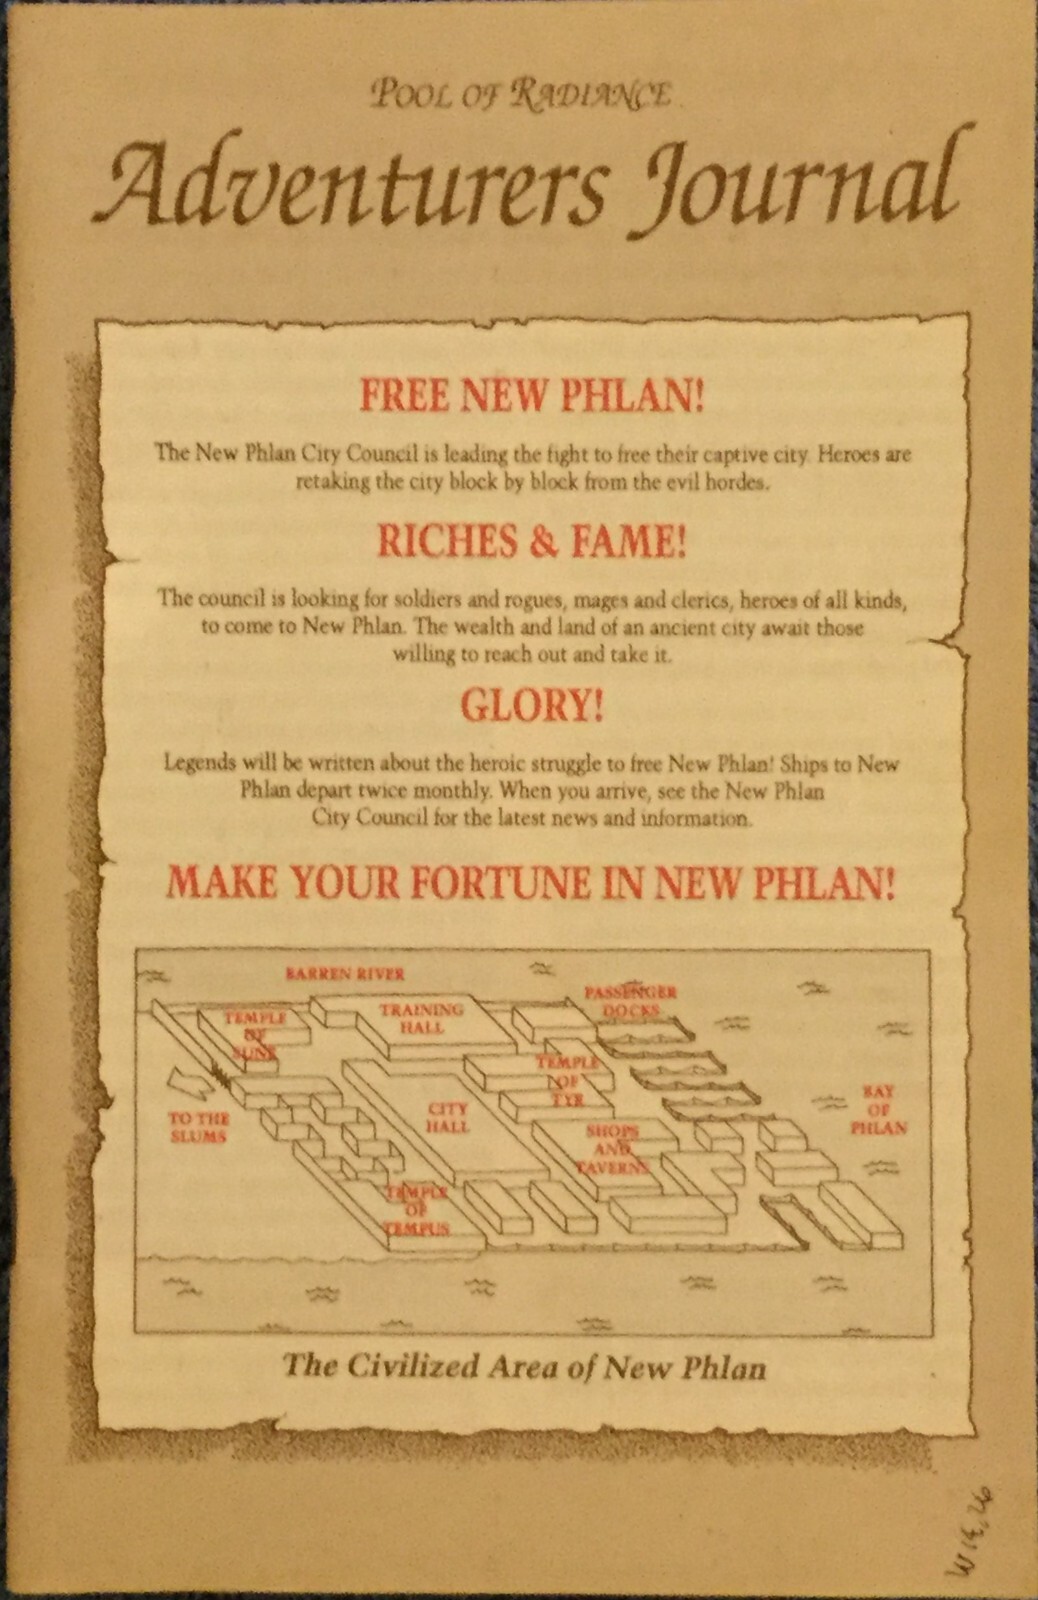 POOL OF RADIANCE
Adventurers Journal
FREE NEW PHLAN!
The New Phlan City Council is leading the fight to free their captive city. Heroes are
retaking the city block by block from the evil hordes.
RICHES & FAME!
The council is looking for soldiers and rogues, mages and clerics, heroes of all kinds,
to come to New Phlan. The wealth and land of an ancient city await those
willing to reach out and take it.
GLORY!
Legends will be written about the heroic struggle to free New Phlan! Ships to New
Phlan depart twice monthly. When you arrive, see the New Phlan
City Council for the latest news and information.
MAKE YOUR FORTUNE IN NEW PHLAN!
BARREN RIVER
PASSENGER
DOCKS
TEMPLE
OF
SUNE
TRAINING
HALL
TEMPLE
OF
TYR
TO THE
SLUMS
CITY
HALL
SHOPS
AND
TAVERNS
BAY
OF
PHLAN
TEMPLE
OF
TEMPUS
The Civilized Area of New Phlan